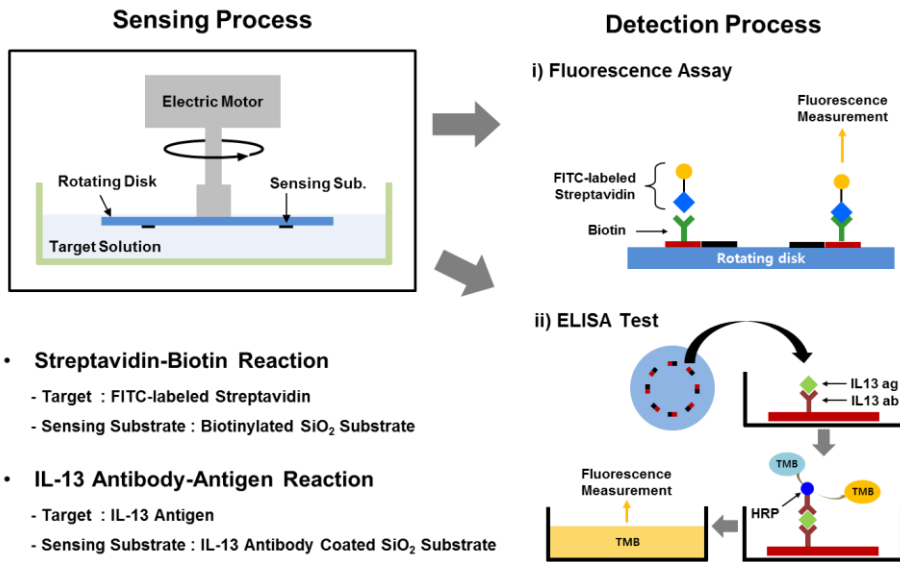 Sensing Process
Electric Motor
Rotating Disk
Sensing Sub.
Target Solution
• Streptavidin-Biotin Reaction
- Target : FITC-labeled Streptavidin
- Sensing Substrate : Biotinylated SiO₂ Substrate
• IL-13 Antibody-Antigen Reaction
- Target : IL-13 Antigen
- Sensing Substrate : IL-13 Antibody Coated SiO₂ Substrate
Detection Process
i) Fluorescence Assay
Fluorescence
Measurement
FITC-labeled
Streptavidin
Biotin
Rotating disk
ii) ELISA Test
IL13 ag
IL13 ab
TMB
TMB
HRP
Fluorescence
Measurement
TMB